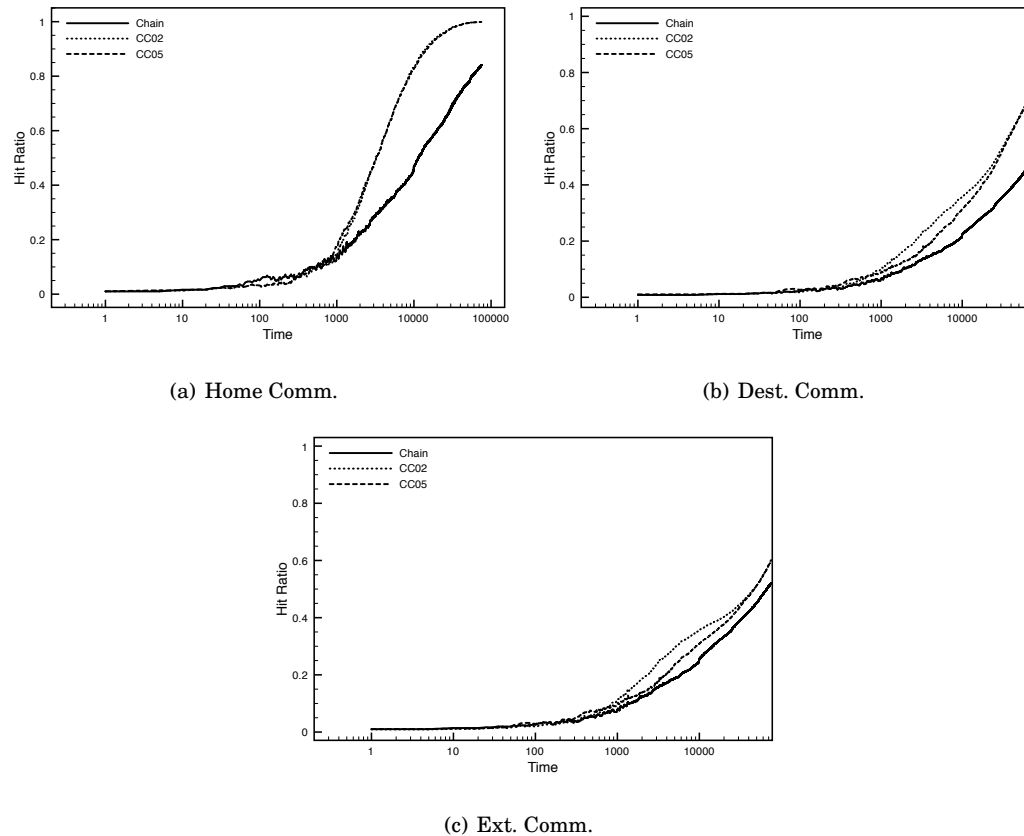 1
0.8
0.6
0.4
0.2
0
Hit Ratio
Chain
CC02
CC05
1 10 100 1000 10000 100000
Time
(a) Home Comm.
1
0.8
0.6
0.4
0.2
0
Hit Ratio
Chain
CC02
CC05
1 10 100 1000 10000
Time
(b) Dest. Comm.
1
0.8
0.6
0.4
0.2
0
Hit Ratio
Chain
CC02
CC05
1 10 100 1000 10000
Time
(c) Ext. Comm.